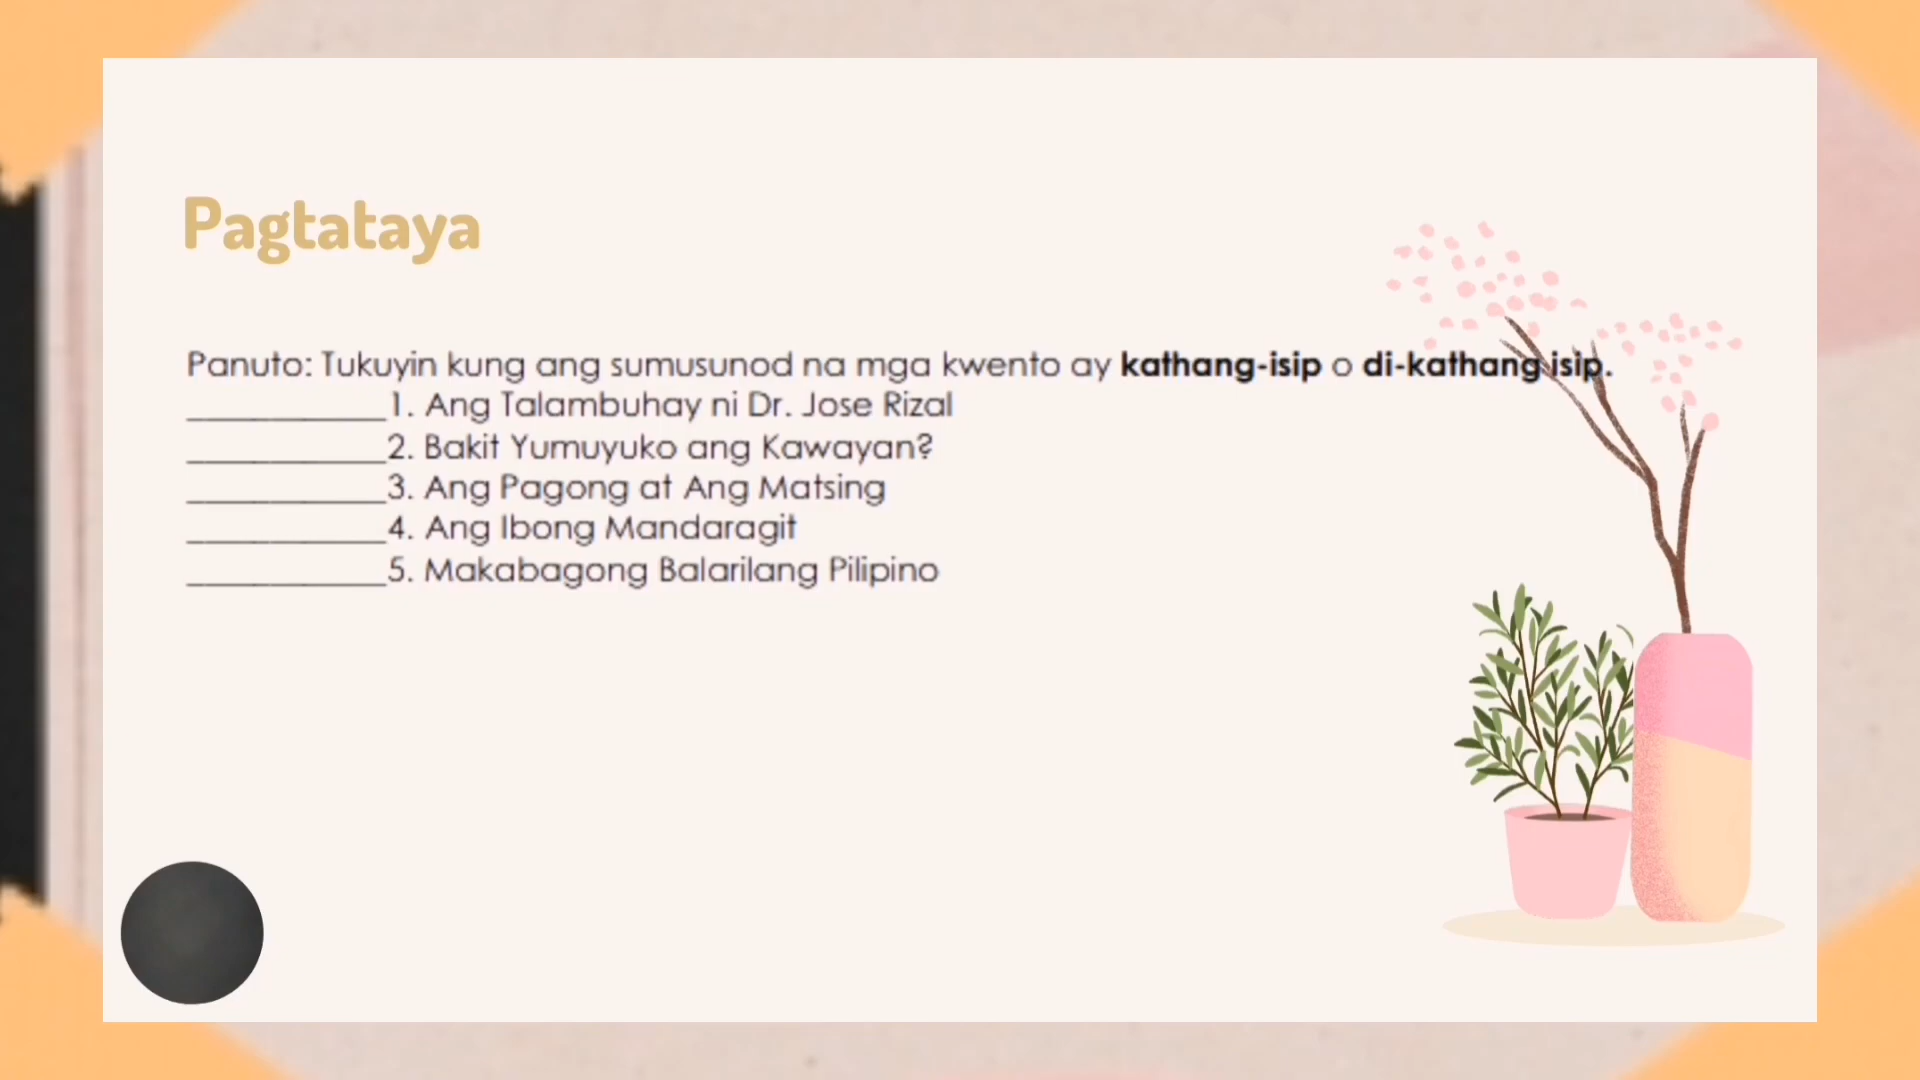 Pagtataya
Panuto: Tukuyin kung ang sumusunod na mga kwento ay kathang-isip o di-kathang isip.
____________1. Ang Talambuhay ni Dr. Jose Rizal
____________2. Bakit Yumuyuko ang Kawayan?
____________3. Ang Pagong at Ang Matsing
____________4. Ang Ibong Mandaragit
____________5. Makabagong Balarilang Pilipino